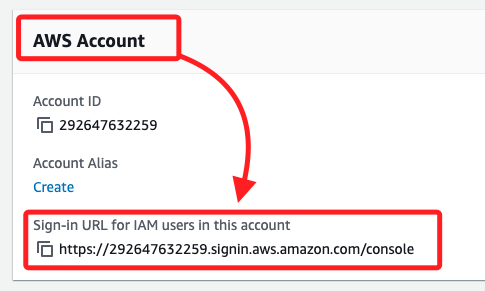 AWS Account
Account ID
292647632259
Account Alias
Create
Sign-in URL for IAM users in this account
https://292647632259.signin.aws.amazon.com/console